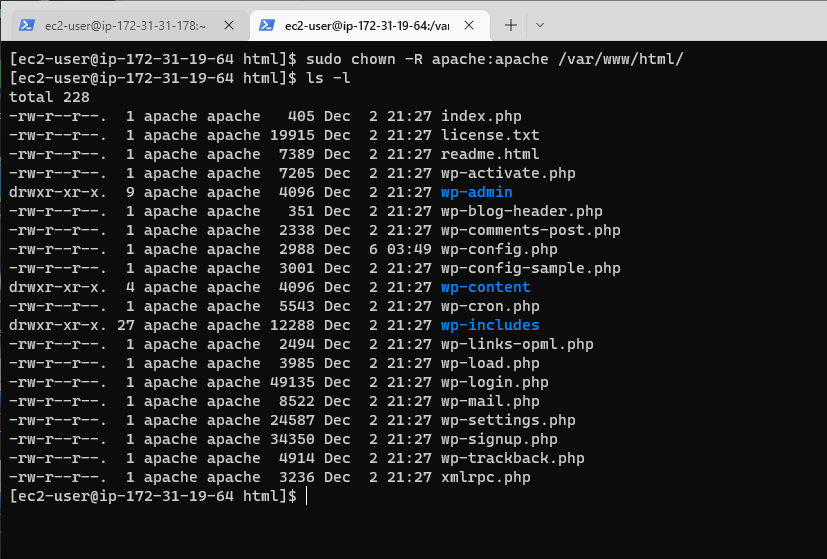 ec2-user@ip-172-31-31-178:~
ec2-user@ip-172-31-19-64:/var
[ec2-user@ip-172-31-19-64 html]$ sudo chown -R apache:apache /var/www/html/
[ec2-user@ip-172-31-19-64 html]$ ls -l
total 228
-rw-r--r--.  1 apache apache   405 Dec  2 21:27 index.php
-rw-r--r--.  1 apache apache 19915 Dec  2 21:27 license.txt
-rw-r--r--.  1 apache apache  7389 Dec  2 21:27 readme.html
-rw-r--r--.  1 apache apache  7205 Dec  2 21:27 wp-activate.php
drwxr-xr-x.  9 apache apache  4096 Dec  2 21:27 wp-admin
-rw-r--r--.  1 apache apache   351 Dec  2 21:27 wp-blog-header.php
-rw-r--r--.  1 apache apache  2338 Dec  2 21:27 wp-comments-post.php
-rw-r--r--.  1 apache apache  2988 Dec  6 03:49 wp-config.php
-rw-r--r--.  1 apache apache  3001 Dec  2 21:27 wp-config-sample.php
drwxr-xr-x.  4 apache apache  4096 Dec  2 21:27 wp-content
-rw-r--r--.  1 apache apache  5543 Dec  2 21:27 wp-cron.php
drwxr-xr-x. 27 apache apache 12288 Dec  2 21:27 wp-includes
-rw-r--r--.  1 apache apache  2494 Dec  2 21:27 wp-links-opml.php
-rw-r--r--.  1 apache apache  3985 Dec  2 21:27 wp-load.php
-rw-r--r--.  1 apache apache 49135 Dec  2 21:27 wp-login.php
-rw-r--r--.  1 apache apache  8522 Dec  2 21:27 wp-mail.php
-rw-r--r--.  1 apache apache 24587 Dec  2 21:27 wp-settings.php
-rw-r--r--.  1 apache apache 34350 Dec  2 21:27 wp-signup.php
-rw-r--r--.  1 apache apache  4914 Dec  2 21:27 wp-trackback.php
-rw-r--r--.  1 apache apache  3236 Dec  2 21:27 xmlrpc.php
[ec2-user@ip-172-31-19-64 html]$